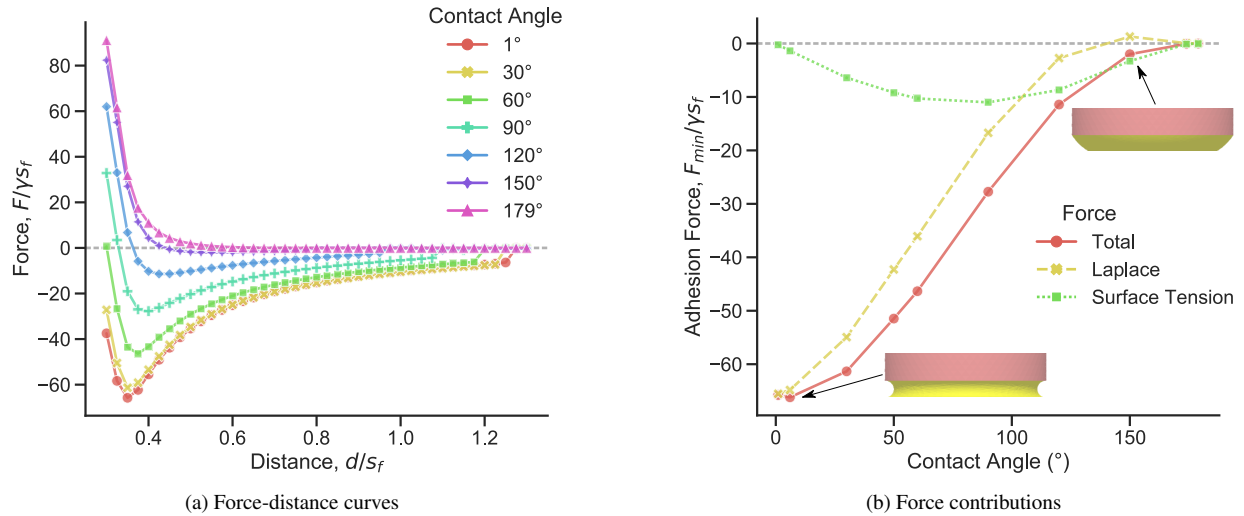 Contact Angle
1°
30°
60°
90°
120°
150°
179°
80
60
40
20
0
−20
−40
−60
Force, F/γs_f
0.4
0.6
0.8
1.0
1.2
Distance, d/s_f
(a) Force-distance curves
0
−10
−20
−30
−40
−50
−60
Adhesion Force, F_min/γs_f
Force
Total
Laplace
Surface Tension
0
50
100
150
Contact Angle (°)
(b) Force contributions